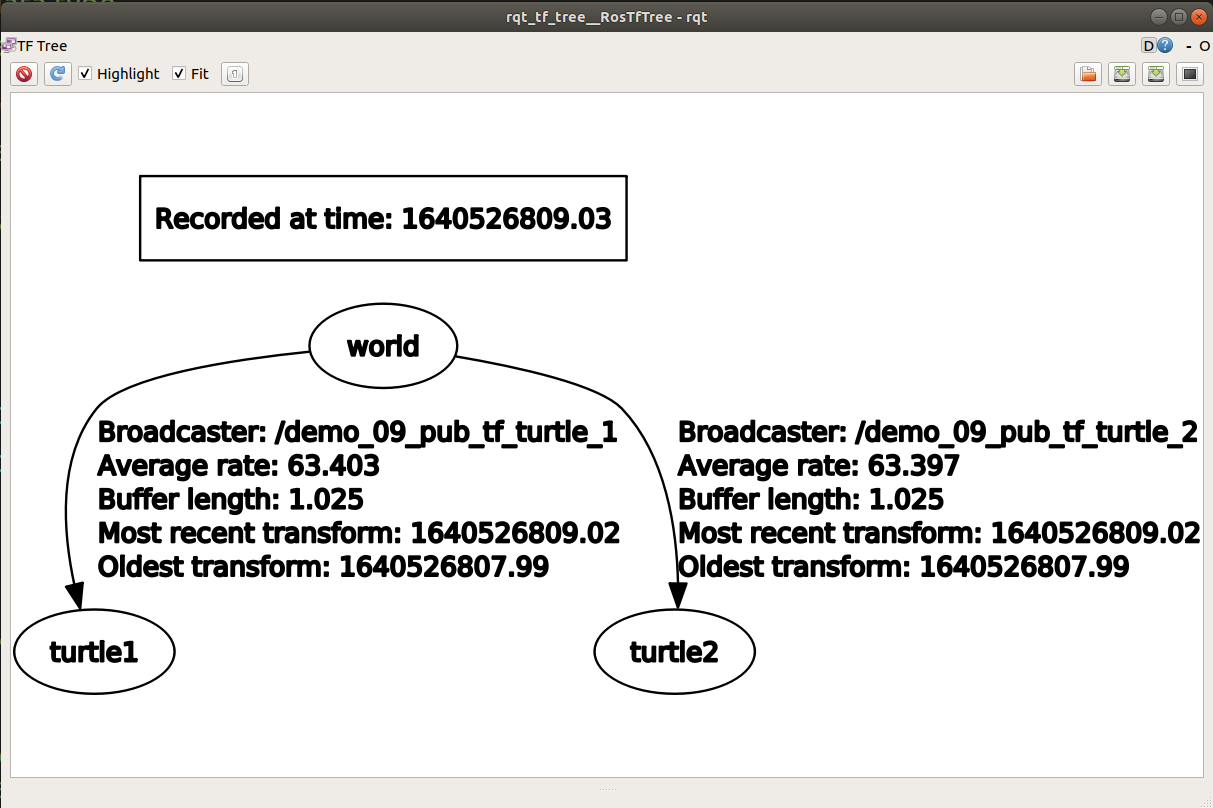 rqt_tf_tree__RosTfTree - rqt
TF Tree
D
?
- O
Highlight
Fit
Recorded at time: 1640526809.03
world
Broadcaster: /demo_09_pub_tf_turtle_1
Average rate: 63.403
Buffer length: 1.025
Most recent transform: 1640526809.02
Oldest transform: 1640526807.99
Broadcaster: /demo_09_pub_tf_turtle_2
Average rate: 63.397
Buffer length: 1.025
Most recent transform: 1640526809.02
Oldest transform: 1640526807.99
turtle1
turtle2